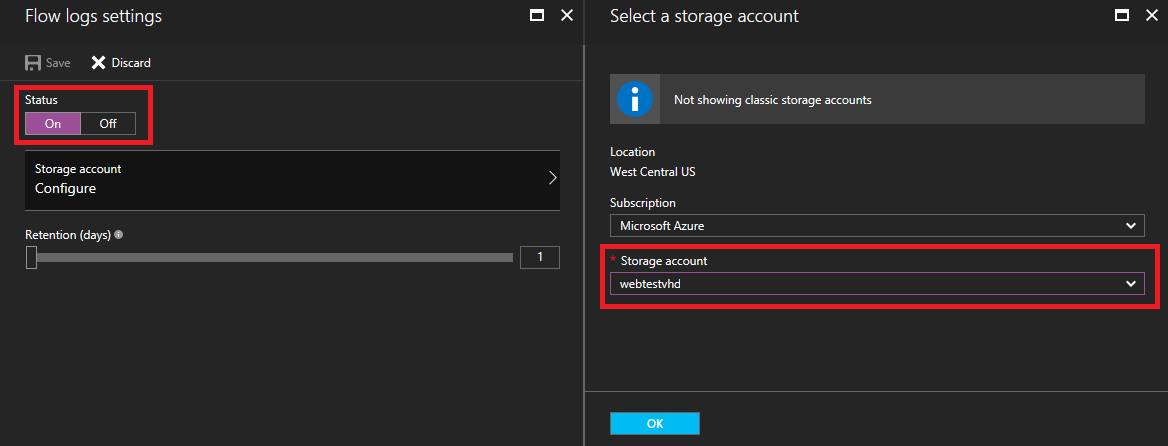 Flow logs settings
Save
Discard
Status
On
Off
Storage account
Configure
Retention (days)
1
Select a storage account
Not showing classic storage accounts
Location
West Central US
Subscription
Microsoft Azure
* Storage account
webtestvhd
OK